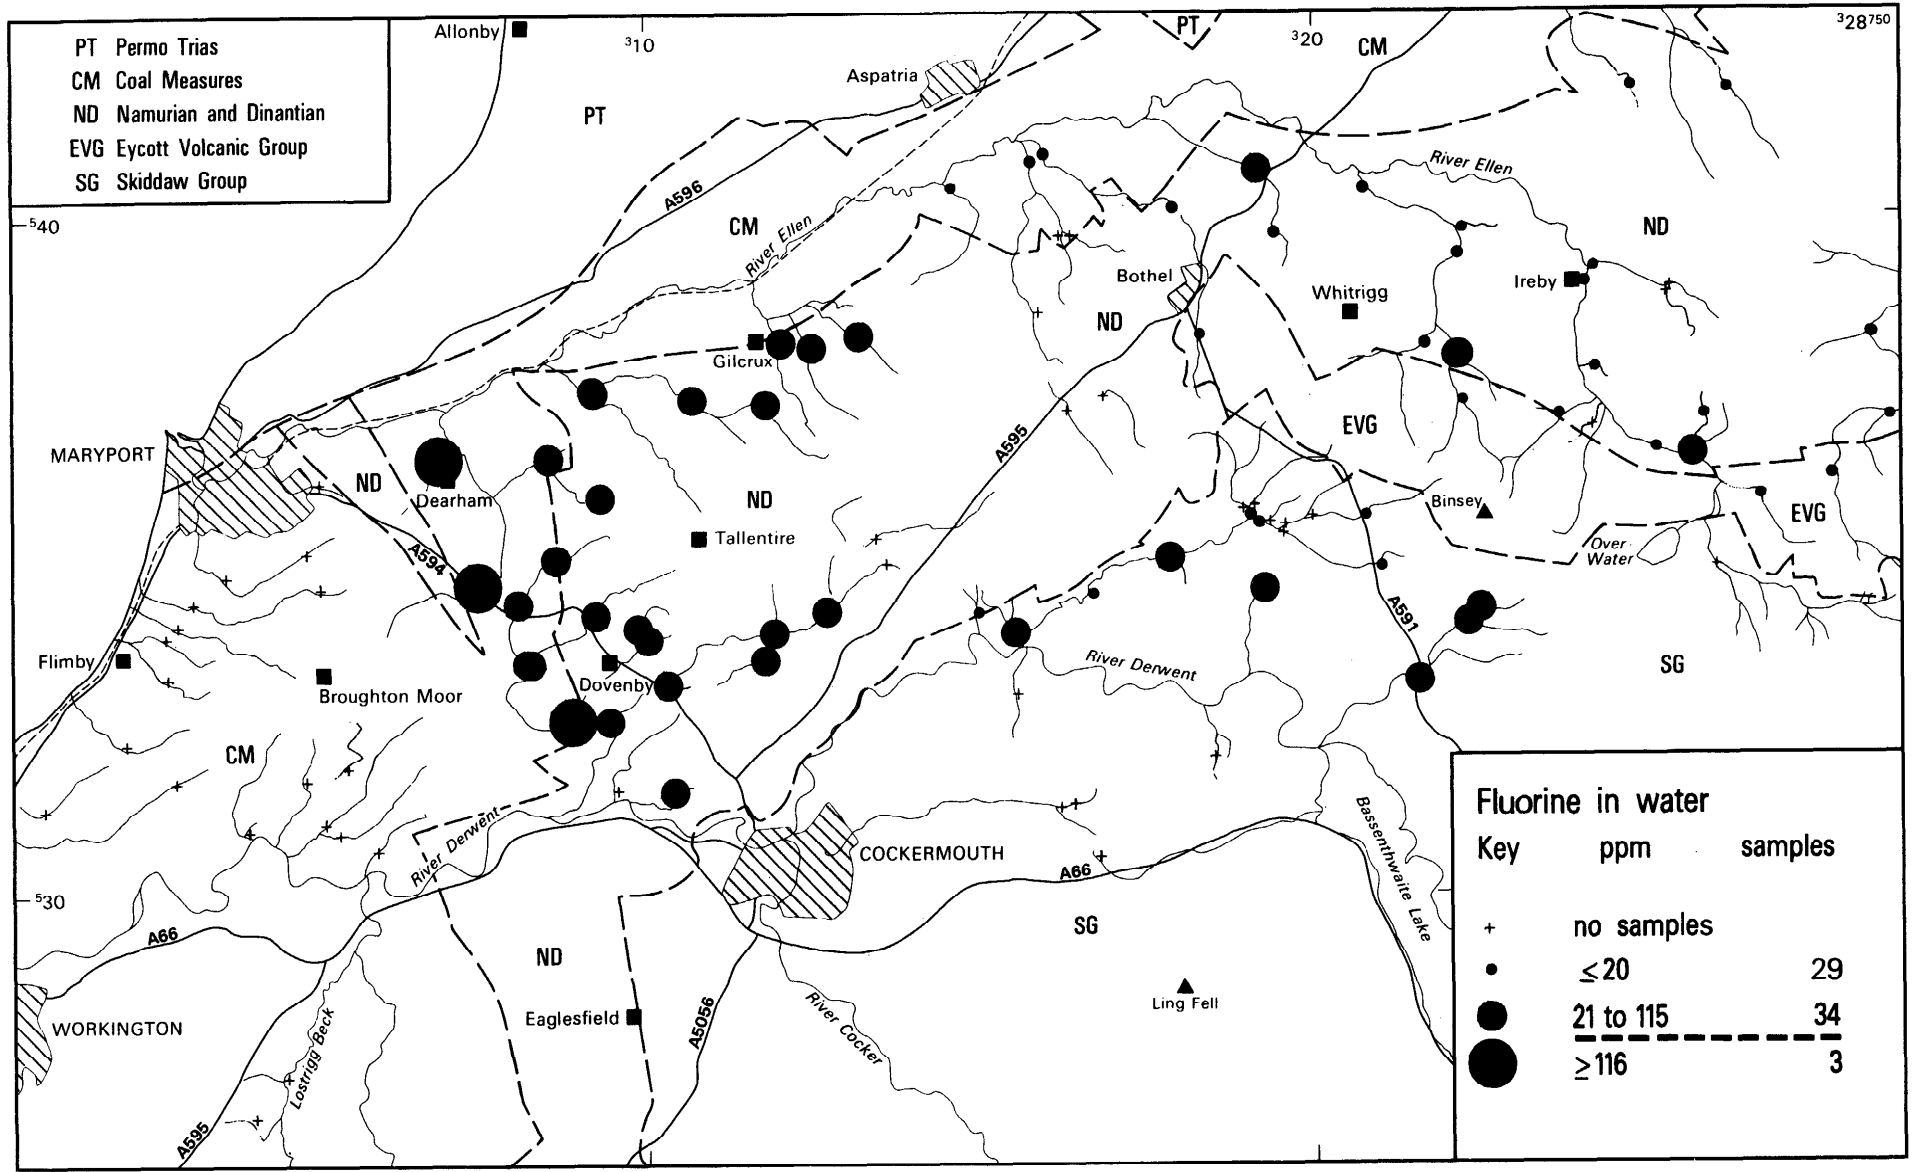 PT Permo Trias
CM Coal Measures
ND Namurian and Dinantian
EVG Eycott Volcanic Group
SG Skiddaw Group
Allonby
310
PT
320
CM
328750
Aspatria
PT
A596
River Ellen
540
CM
River Ellen
ND
Bothel
Whitrigg
Ireby
ND
Gilcrux
MARYPORT
ND
Dearham
ND
A595
EVG
Binsey
EVG
Tallentire
Over
Water
A594
A591
Flimby
Broughton Moor
Dovenby
River Derwent
SG
CM
River Derwent
COCKERMOUTH
A66
Bassenthwaite Lake
530
A66
ND
SG
WORKINGTON
Eaglesfield
A5056
River Cocker
Ling Fell
Lostrigg Beck
A595
Fluorine in water
Key ppm samples
+ no samples
≤20 29
21 to 115 34
≥116 3